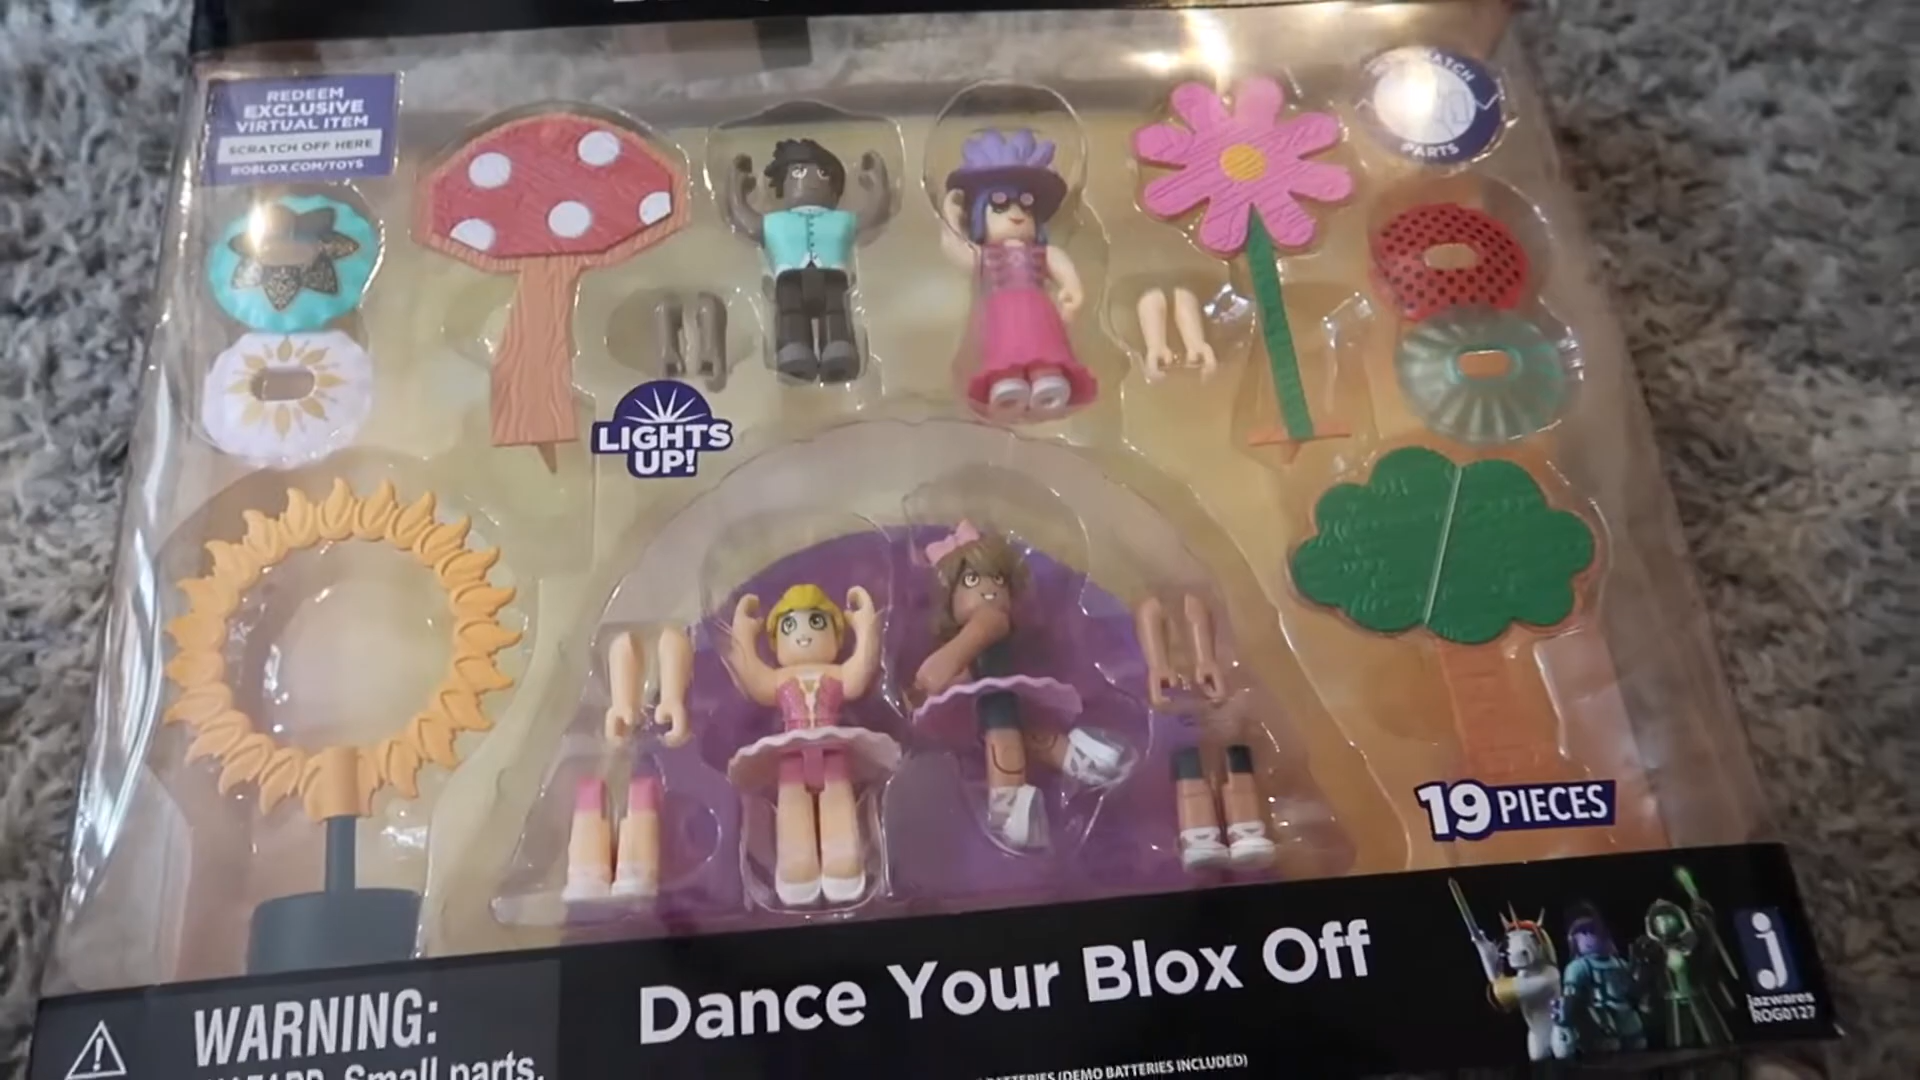 REDEEM
EXCLUSIVE
VIRTUAL ITEM
SCRATCH OFF HERE
ROBLOX.COM/TOYS
MATCH
PARTS
LIGHTS
UP!
19 PIECES
WARNING:
Small parts.
Dance Your Blox Off
(DEMO BATTERIES INCLUDED)
j
jazwares
ROG0127